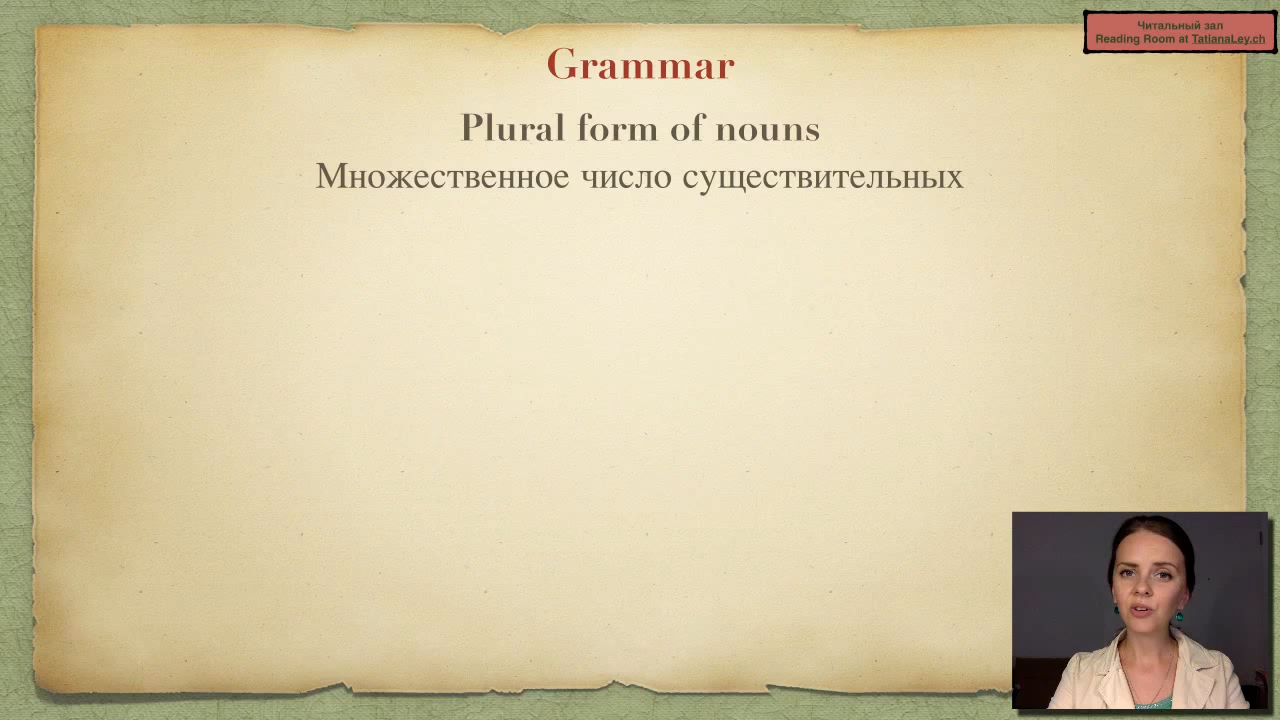 Читальный зал
Reading Room at TatianaLey.ch
Grammar
Plural form of nouns
Множественное число существительных